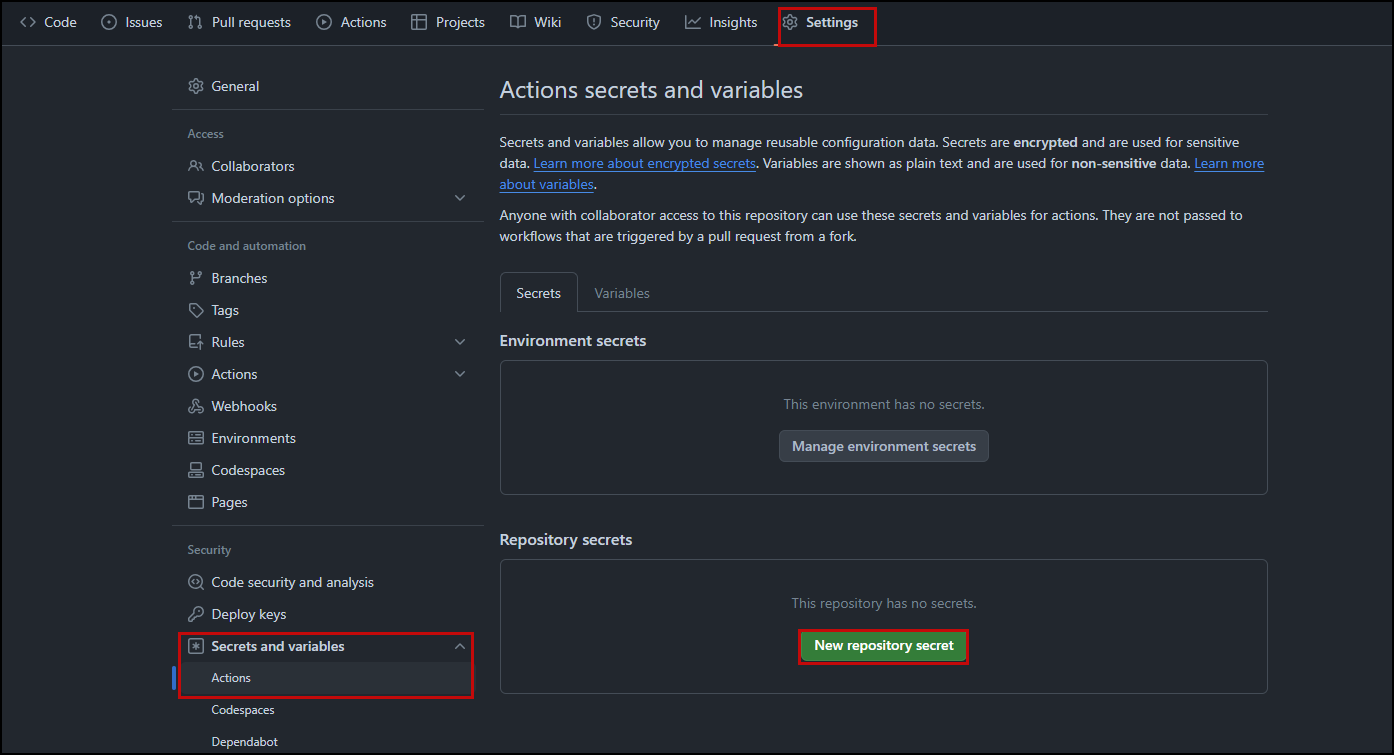 Code Issues Pull requests Actions Projects Wiki Security Insights Settings
General
Access
Collaborators
Moderation options
Code and automation
Branches
Tags
Rules
Actions
Webhooks
Environments
Codespaces
Pages
Security
Code security and analysis
Deploy keys
Secrets and variables
Actions
Codespaces
Dependabot
Actions secrets and variables
Secrets and variables allow you to manage reusable configuration data. Secrets are encrypted and are used for sensitive
data. Learn more about encrypted secrets. Variables are shown as plain text and are used for non-sensitive data. Learn more
about variables.
Anyone with collaborator access to this repository can use these secrets and variables for actions. They are not passed to
workflows that are triggered by a pull request from a fork.
Secrets Variables
Environment secrets
This environment has no secrets.
Manage environment secrets
Repository secrets
This repository has no secrets.
New repository secret